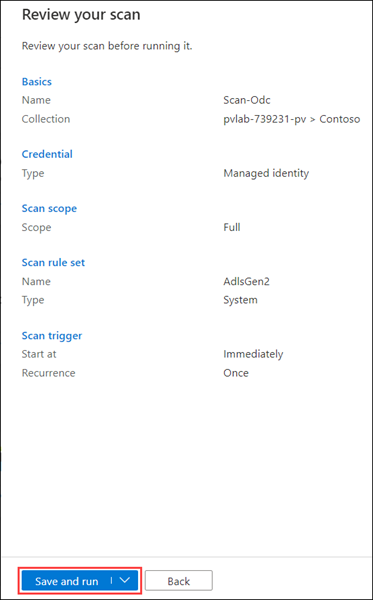 Review your scan
Review your scan before running it.
Basics
Name Scan-Odc
Collection pvlab-739231-pv > Contoso
Credential
Type Managed identity
Scan scope
Scope Full
Scan rule set
Name AdlsGen2
Type System
Scan trigger
Start at Immediately
Recurrence Once
Save and run Back